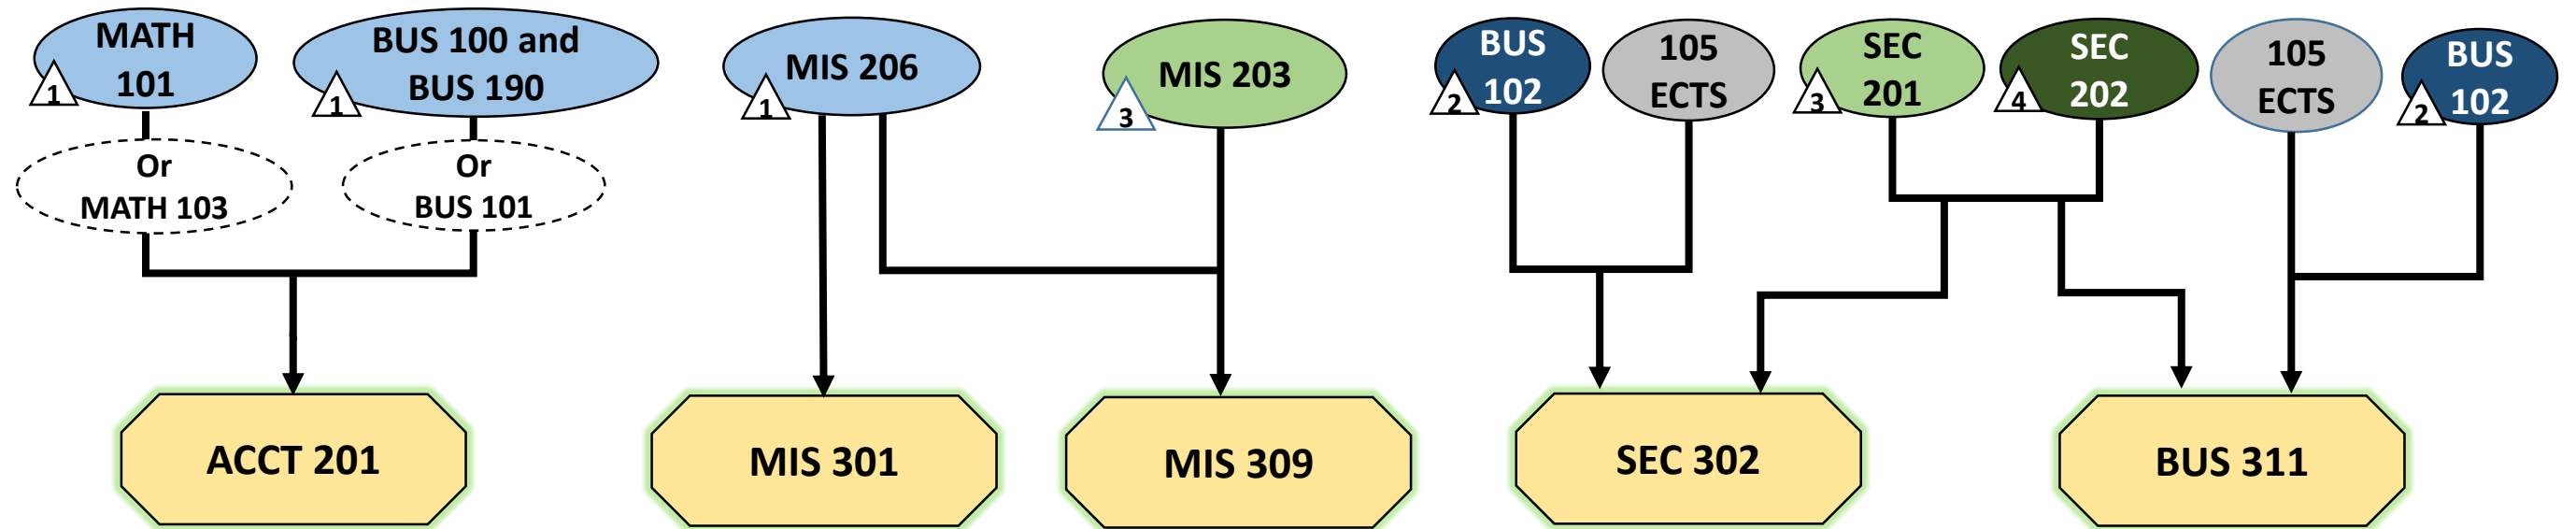 MATH
101
1
BUS 100 and
BUS 190
1
MIS 206
1
MIS 203
3
BUS
102
2
105
ECTS
SEC
201
3
SEC
202
4
105
ECTS
BUS
102
2
Or
MATH 103
Or
BUS 101
ACCT 201
MIS 301
MIS 309
SEC 302
BUS 311